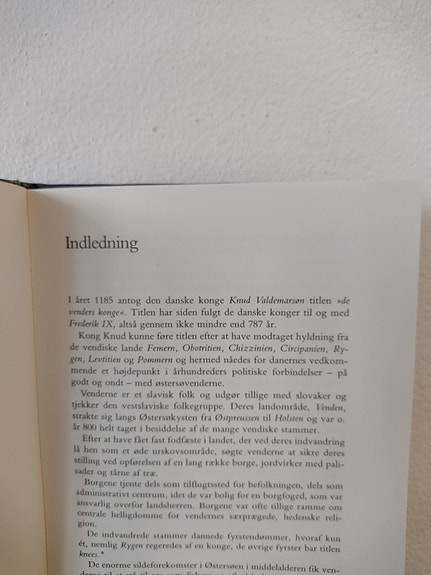 Indledning
I året 1185 antog den danske konge Knud Valdemarsøn titlen »de
venders konge«. Titlen har siden fulgt de danske konger til og med
Frederik IX, altså gennem ikke mindre end 787 år.
Kong Knud kunne føre titlen efter at have modtaget hyldning fra
de vendiske lande Femern, Obotritien, Chizzinien, Circipanien, Ry-
gen, Levtitien og Pommern og hermed nåedes for danernes vedkom-
mende et højdepunkt i århundreders politiske forbindelser – på
godt og ondt – med østersøvenderne.
Venderne er et slavisk folk og udgør tillige med slovaker og
tjekker den vestslaviske folkegruppe. Deres landområde, Venden,
strakte sig langs Østersøkysten fra Østpreussen til Holsten og var o.
år 800 helt taget i besiddelse af de mange vendiske stammer.
Efter at have fået fast fodfæste i landet, der ved deres indvandring
lå hen som et øde urskovsområde, søgte venderne at sikre deres
stilling ved opførelsen af en lang række borge, jordvirker med pali-
sader og tårne af træ.
Borgene tjente dels som tilflugtssted for befolkningen, dels som
administrativt centrum, idet de var bolig for en borgfoged, som var
ansvarlig overfor landsherren. Borgene var ofte tillige ramme om
centrale helligdomme for vendernes særprægede, hedenske reli-
gion.
De indvandrede stammer dannede fyrstendømmer, hvoraf kun
ét, nemlig Rygen regeredes af en konge, de øvrige fyrster bar titlen
knees.*
De enorme sildeforekomster i Østersøen i middelalderen fik ven-